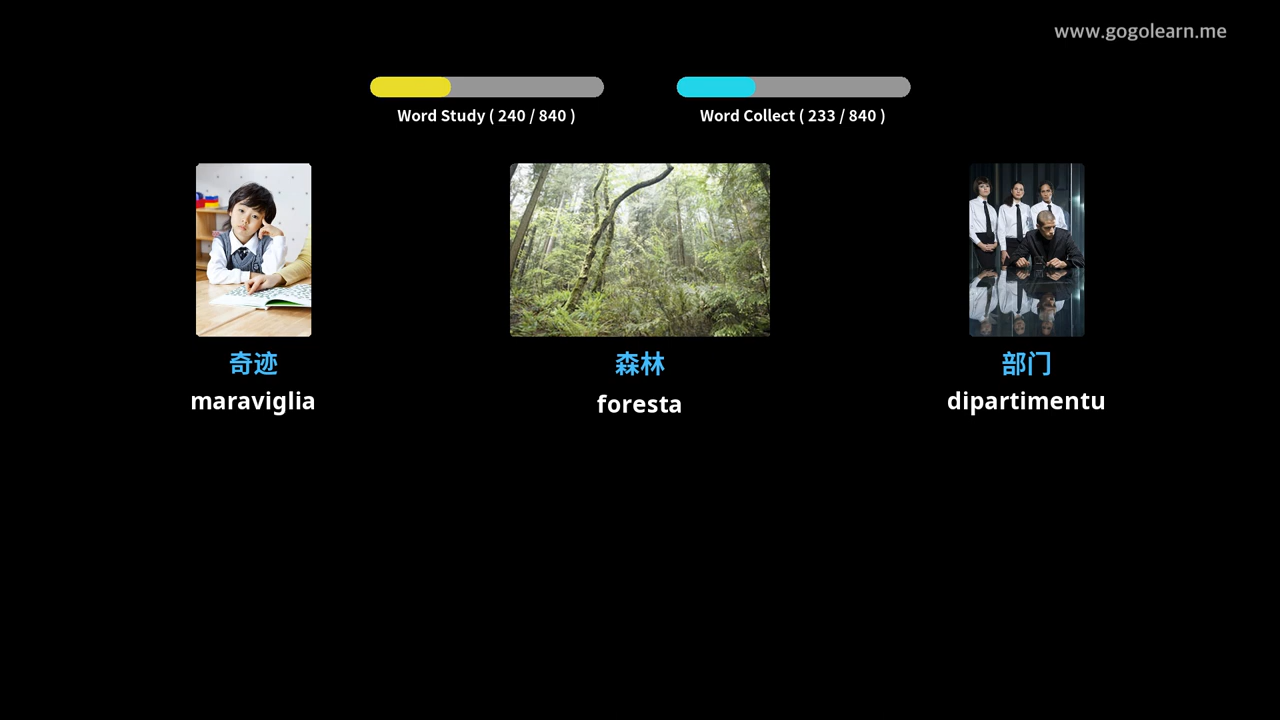 www.gogolearn.me
Word Study ( 240 / 840 )
Word Collect ( 233 / 840 )
奇迹
maraviglia
森林
foresta
部门
dipartimentu